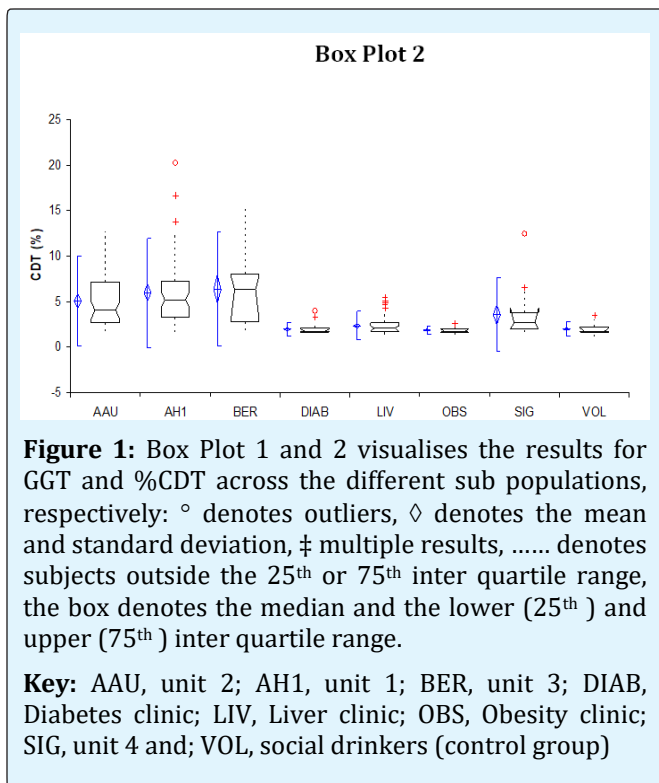 Box Plot 2
25
20
15
10
5
0
-5
CDT (%)
AAU AH1 BER DIAB LIV OBS SIG VOL
Figure 1: Box Plot 1 and 2 visualises the results for
GGT and %CDT across the different sub populations,
respectively: ° denotes outliers, ◊ denotes the mean
and standard deviation, ‡ multiple results, ...... denotes
subjects outside the 25th or 75th inter quartile range,
the box denotes the median and the lower (25th ) and
upper (75th ) inter quartile range.
Key: AAU, unit 2; AH1, unit 1; BER, unit 3; DIAB,
Diabetes clinic; LIV, Liver clinic; OBS, Obesity clinic;
SIG, unit 4 and; VOL, social drinkers (control group)